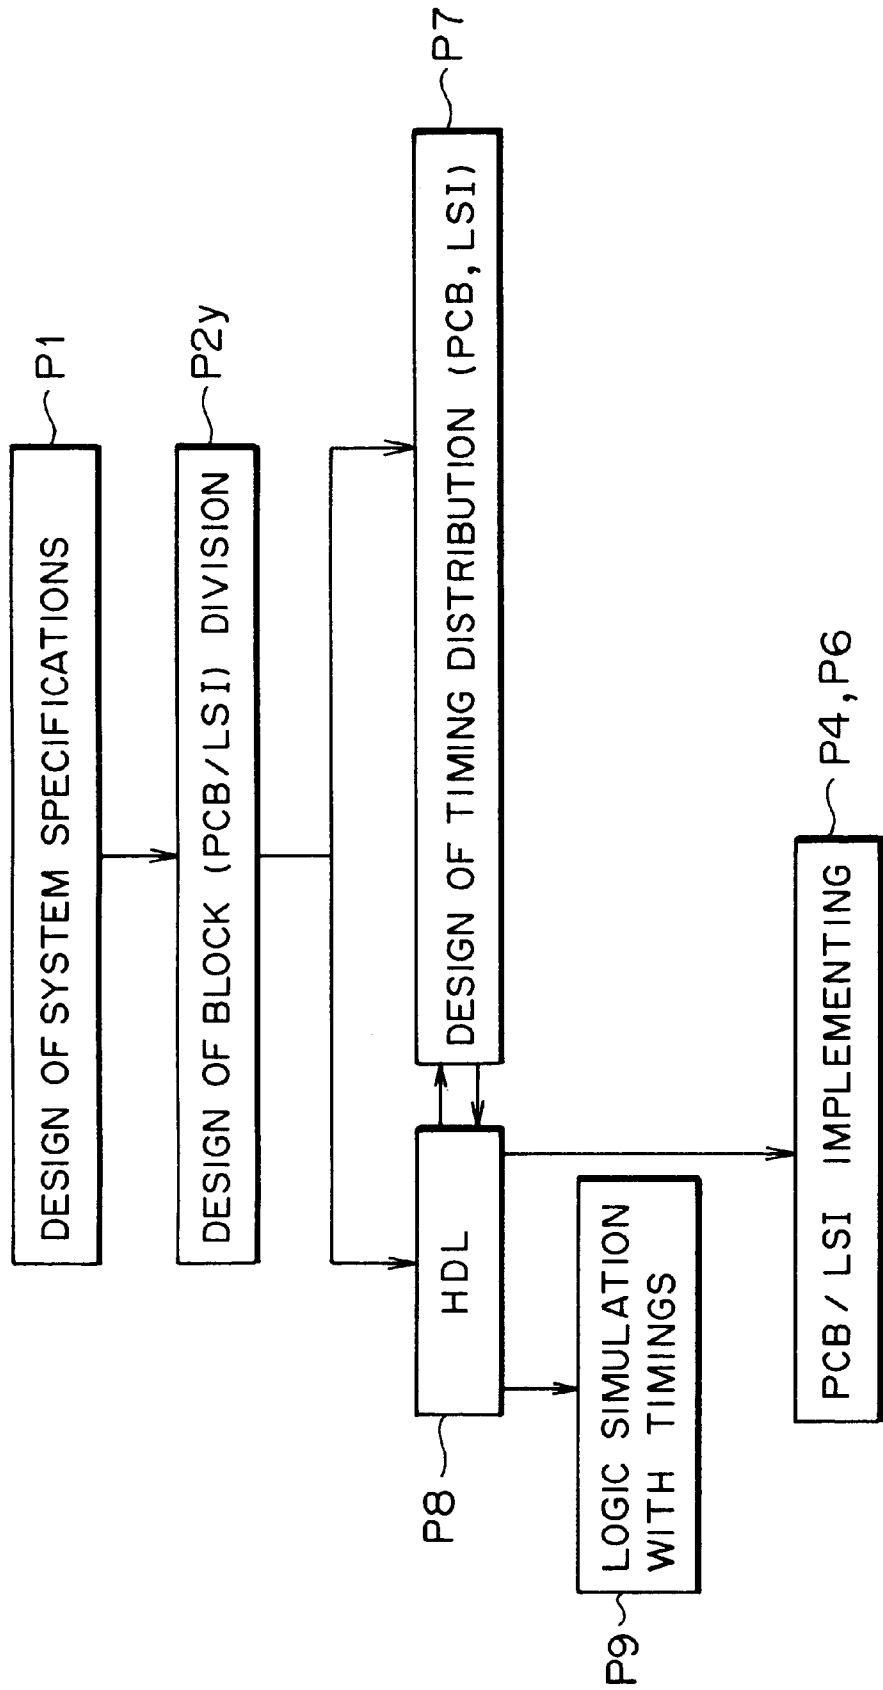 DESIGN OF SYSTEM SPECIFICATIONS
P1
DESIGN OF BLOCK (PCB/LSI) DIVISION
P2y
HDL
P8
DESIGN OF TIMING DISTRIBUTION (PCB, LSI)
P7
LOGIC SIMULATION
WITH TIMINGS
P9
PCB/LSI IMPLEMENTING
P4, P6